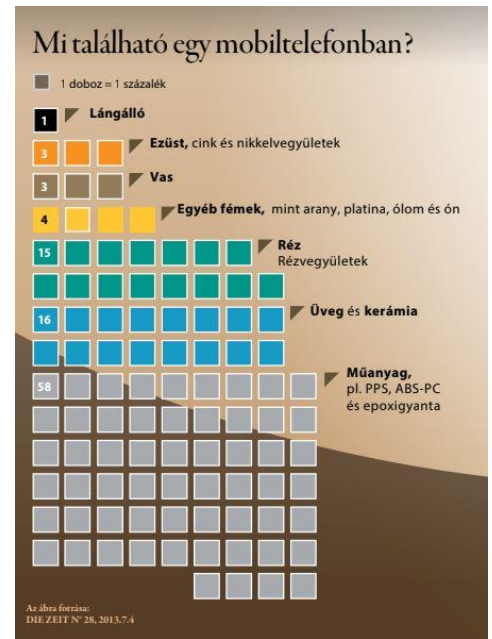 Mi található egy mobiltelefonban?
1 doboz = 1 százalék
1 Lángálló
3 Ezüst, cink és nikkelvegyületek
3 Vas
4 Egyéb fémek, mint arany, platina, ólom és ón
15 Réz
Rézvegyületek
16 Üveg és kerámia
58 Műanyag,
pl. PPS, ABS-PC
és epoxigyanta
Az ábra forrása:
DIE ZEIT N° 28, 2013.7.4